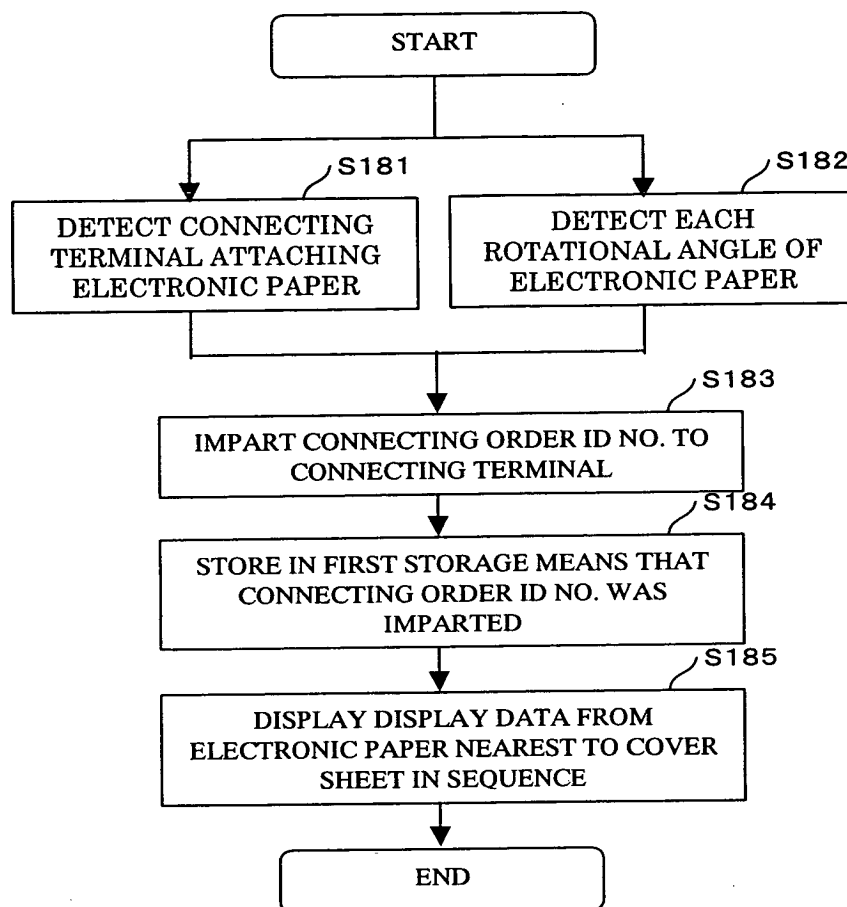 START
S181
DETECT CONNECTING
TERMINAL ATTACHING
ELECTRONIC PAPER
S182
DETECT EACH
ROTATIONAL ANGLE OF
ELECTRONIC PAPER
S183
IMPART CONNECTING ORDER ID NO. TO
CONNECTING TERMINAL
S184
STORE IN FIRST STORAGE MEANS THAT
CONNECTING ORDER ID NO. WAS
IMPARTED
S185
DISPLAY DISPLAY DATA FROM
ELECTRONIC PAPER NEAREST TO COVER
SHEET IN SEQUENCE
END